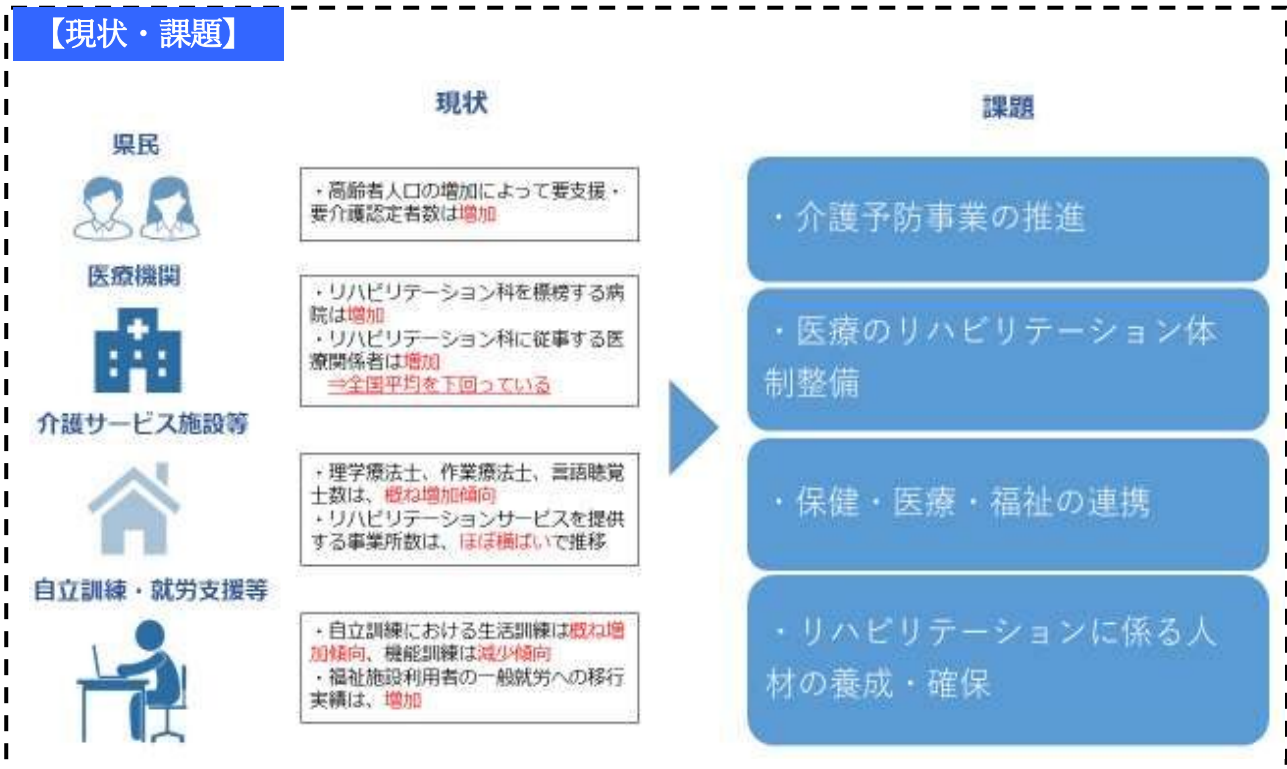 【現状・課題】
現状
課題
県民
・高齢者人口の増加によって要支援・
要介護認定者数は増加
・介護予防事業の推進
医療機関
・リハビリテーション科を標榜する病
院は増加
・リハビリテーション科に従事する医
療関係者は増加
⇒全国平均を下回っている
・医療のリハビリテーション体
制整備
介護サービス施設等
・理学療法士、作業療法士、言語聴覚
士数は、概ね増加傾向
・リハビリテーションサービスを提供
する事業所数は、ほぼ横ばいで推移
・保健・医療・福祉の連携
自立訓練・就労支援等
・自立訓練における生活訓練は概ね増
加傾向、機能訓練は減少傾向
・福祉施設利用者の一般就労への移行
実績は、増加
・リハビリテーションに係る人
材の養成・確保